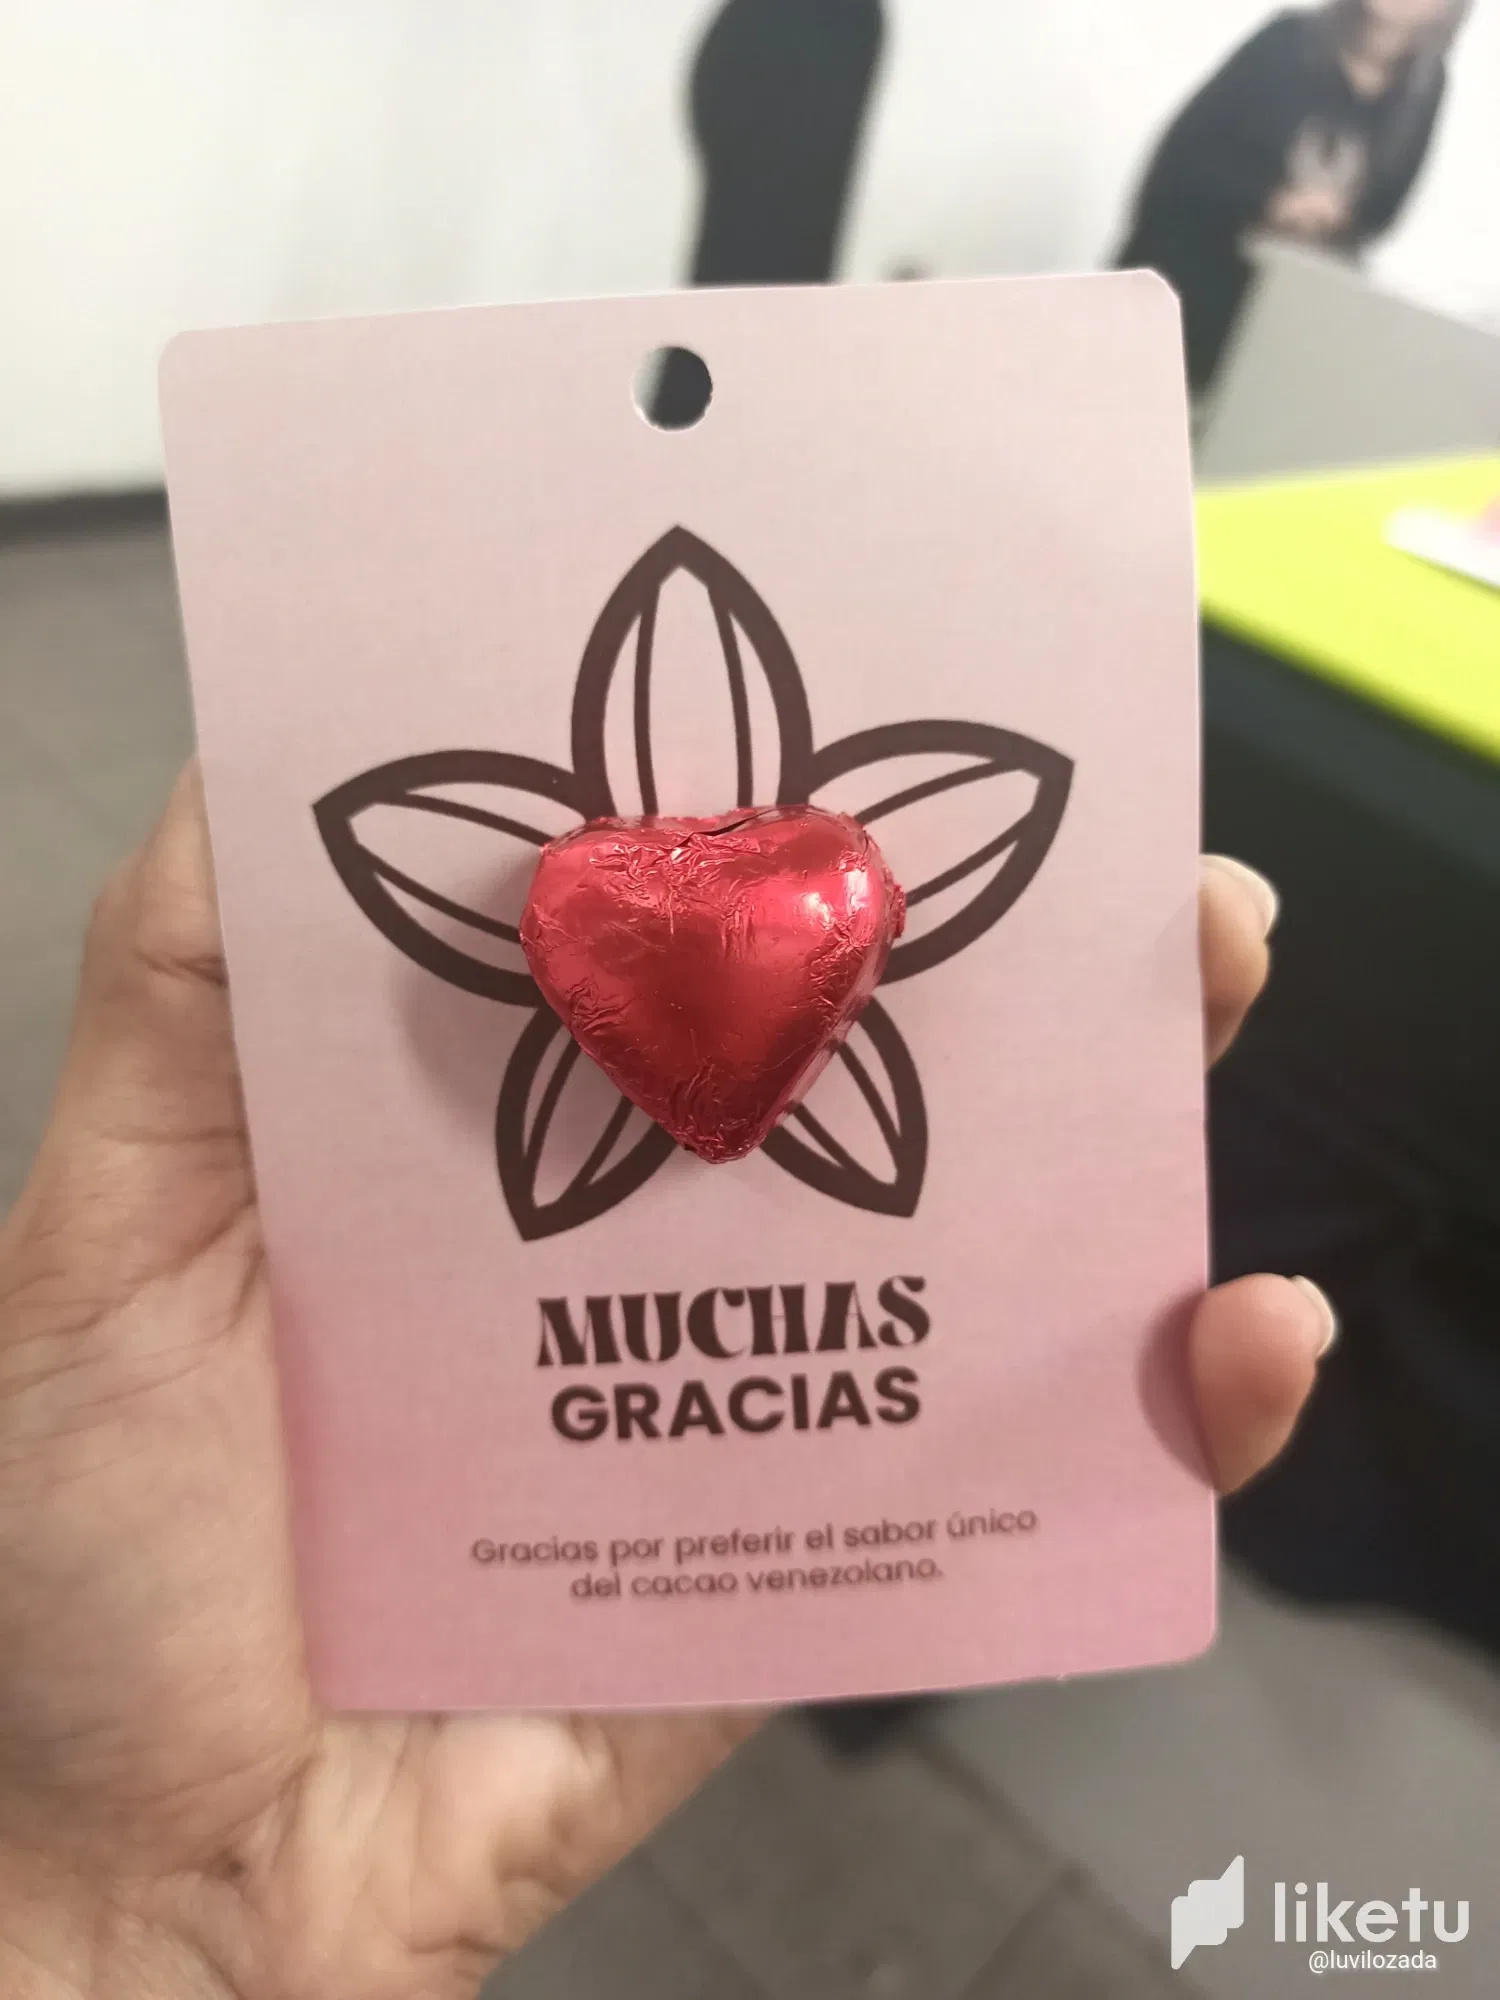 MUCHAS
GRACIAS
Gracias por preferir el sabor único
del cacao venezolano.
liketu
@luvilozada